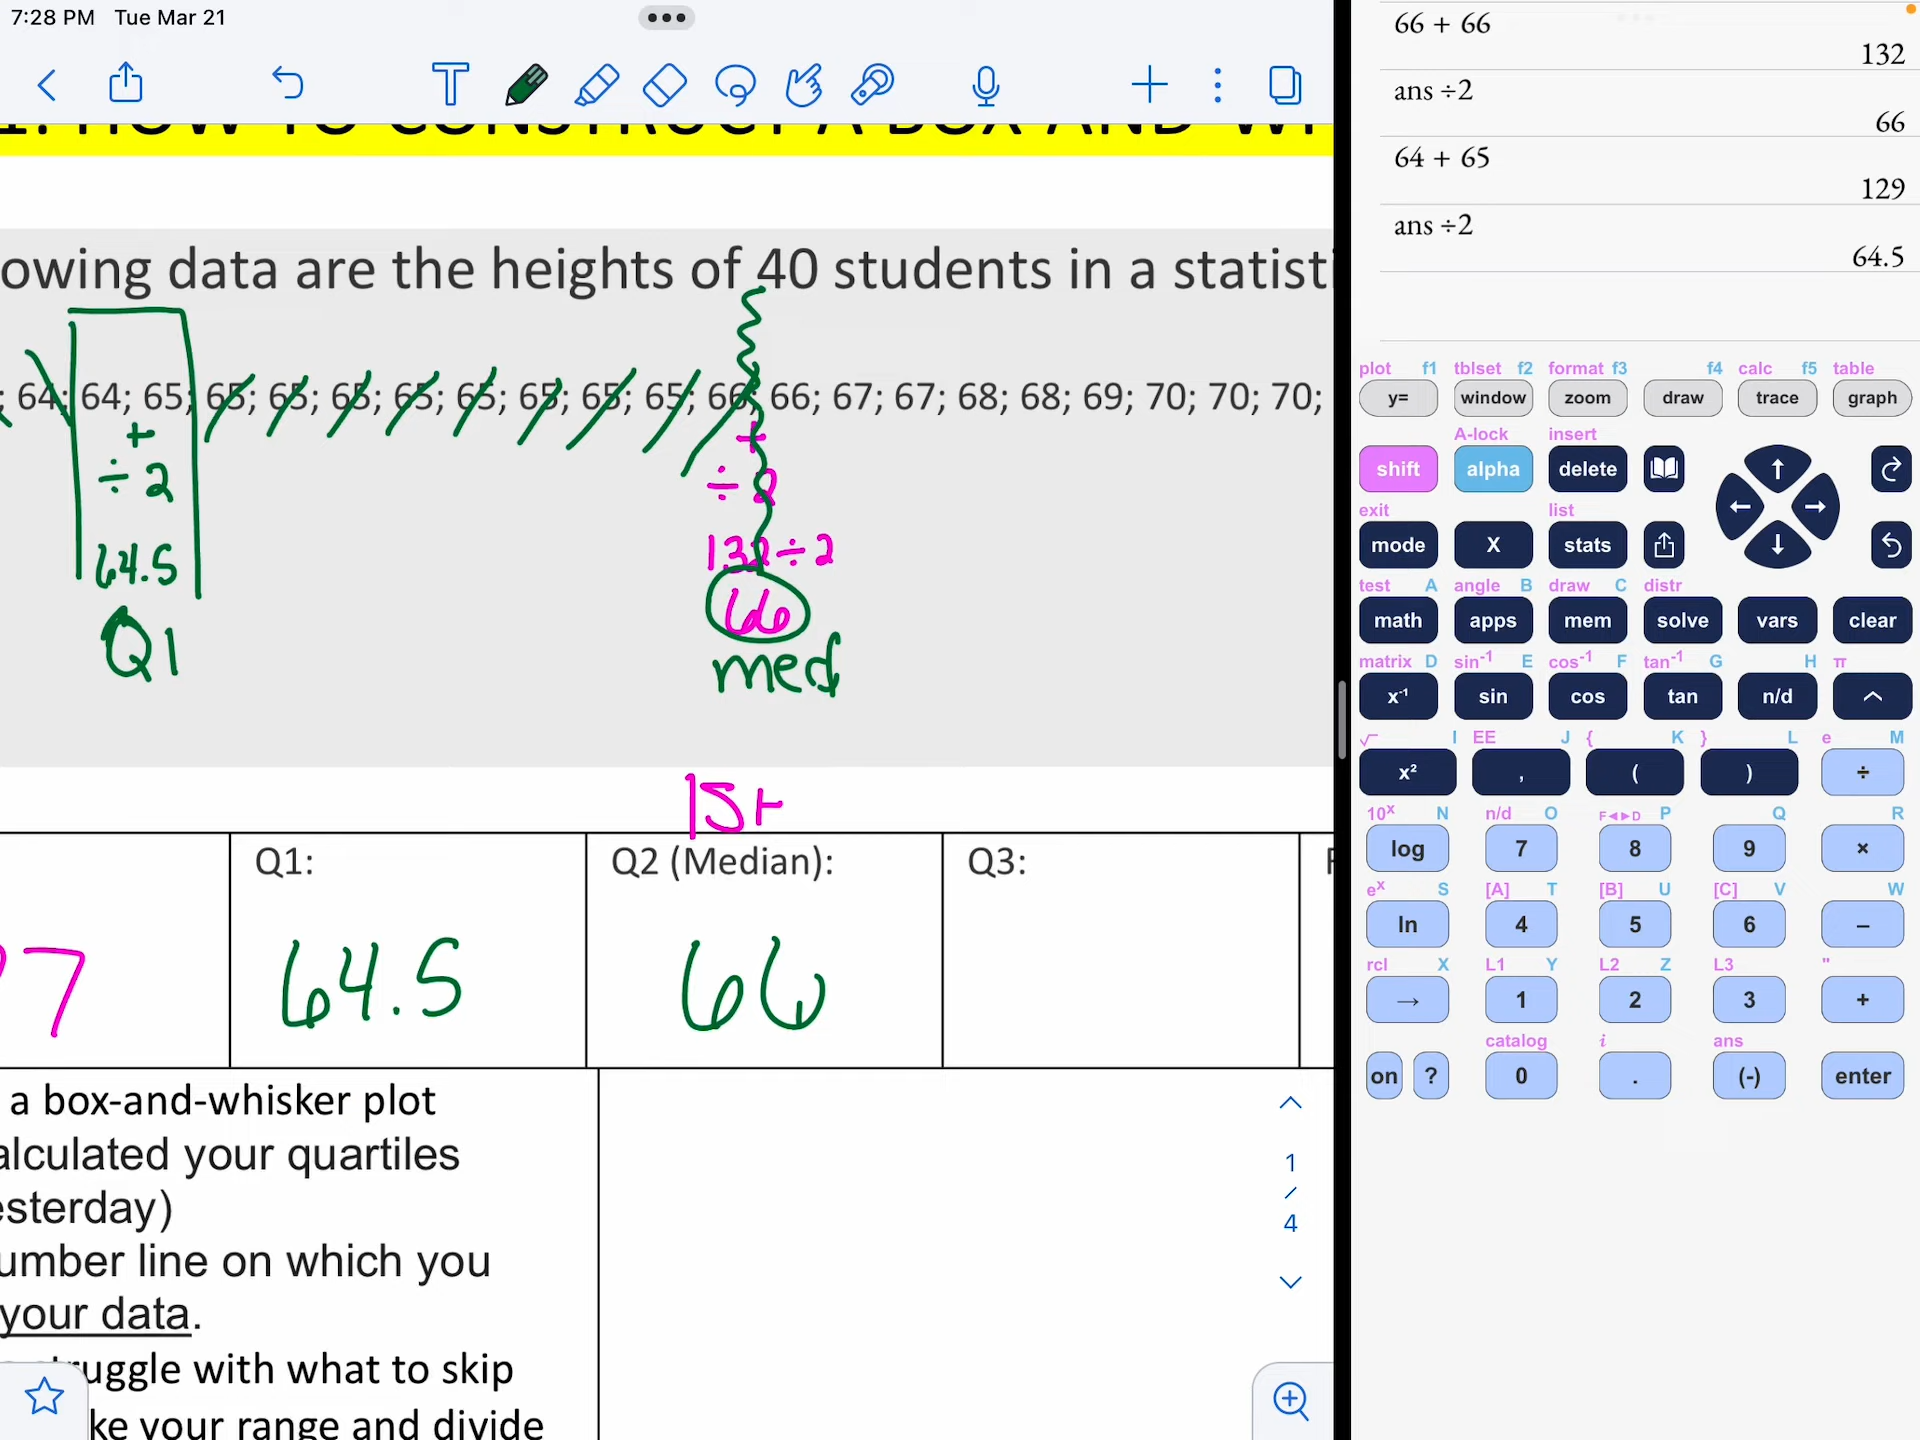 7:28 PM Tue Mar 21
T
1. HOW TO CONSTRUCT A BOX AND WI
owing data are the heights of 40 students in a statisti
; 64; 64; 65; 65; 65; 65; 65; 65; 65; 65; 65; 66; 66; 67; 67; 68; 68; 69; 70; 70; 70;
+
÷ 2
64.5
Q1
+
÷ 2
132÷2
66
med
1st
Q1:
Q2 (Median):
Q3:
7
64.5
66
a box-and-whisker plot
alculated your quartiles
esterday)
umber line on which you
your data.
ruggle with what to skip
ke your range and divide
1
/
4
66 + 66
132
ans ÷2
66
64 + 65
129
ans ÷2
64.5
plot f1 tblset f2 format f3 f4 calc f5 table
y= window zoom draw trace graph
A-lock insert
shift alpha delete
exit list
mode X stats
test A angle B draw C distr
math apps mem solve vars clear
matrix D sin-1 E cos-1 F tan-1 G H π
x-1 sin cos tan n/d ^
√ I EE J { K } L e M
x² , ( ) ÷
10x N n/d O F◄►D P Q R
log 7 8 9 ×
ex S [A] T [B] U [C] V W
ln 4 5 6 –
rcl X L1 Y L2 Z L3 "
→ 1 2 3 +
catalog i ans
on ? 0 . (-) enter